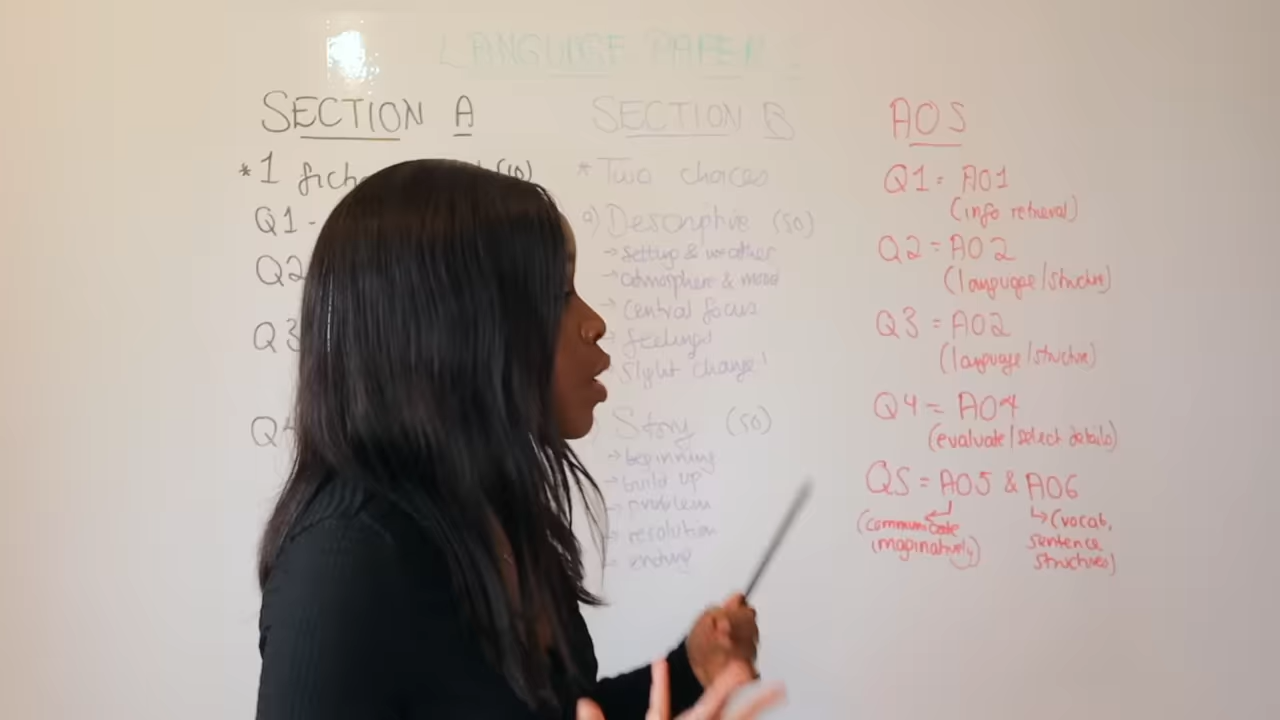 LANGUAGE PAPER
SECTION A
*1 (10)
Q1 -
Q2
Q3
Q4
SECTION B
* Two choices
a) Descriptive (50)
→ setting & weather
→ atmosphere & mood
→ central focus
→ feelings
slight change!
Story (50)
→ beginning
→ build up
→ problem
→ resolution
→ ending
AOS
Q1 = AO1
(info retrieval)
Q2 = AO2
(language/structure)
Q3 = AO2
(language/structure)
Q4 = AO4
(evaluate/select details)
Q5 = AO5 & AO6
(communicate
imaginatively)
↳ (vocab,
sentence
structures)